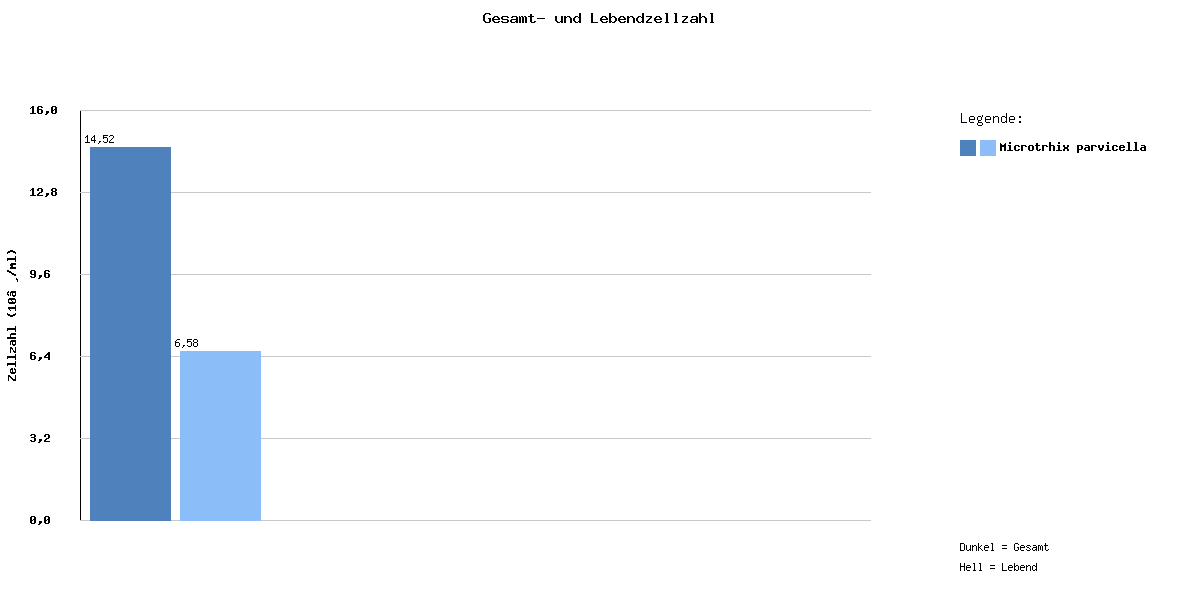 Gesamt- und Lebendzellzahl
16,0
14,52
12,8
9,6
6,58
6,4
3,2
0,0
Zellzahl (10â ¸/ml)
Legende:
Microtrhix parvicella
Dunkel = Gesamt
Hell = Lebend